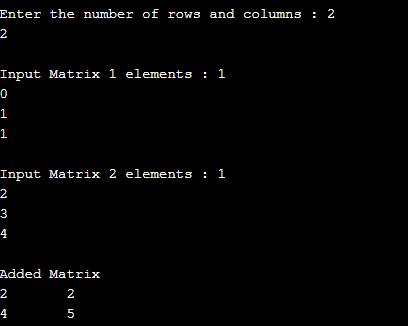 Enter the number of rows and columns : 2
2
Input Matrix 1 elements : 1
0
1
1
Input Matrix 2 elements : 1
2
3
4
Added Matrix
2 2
4 5